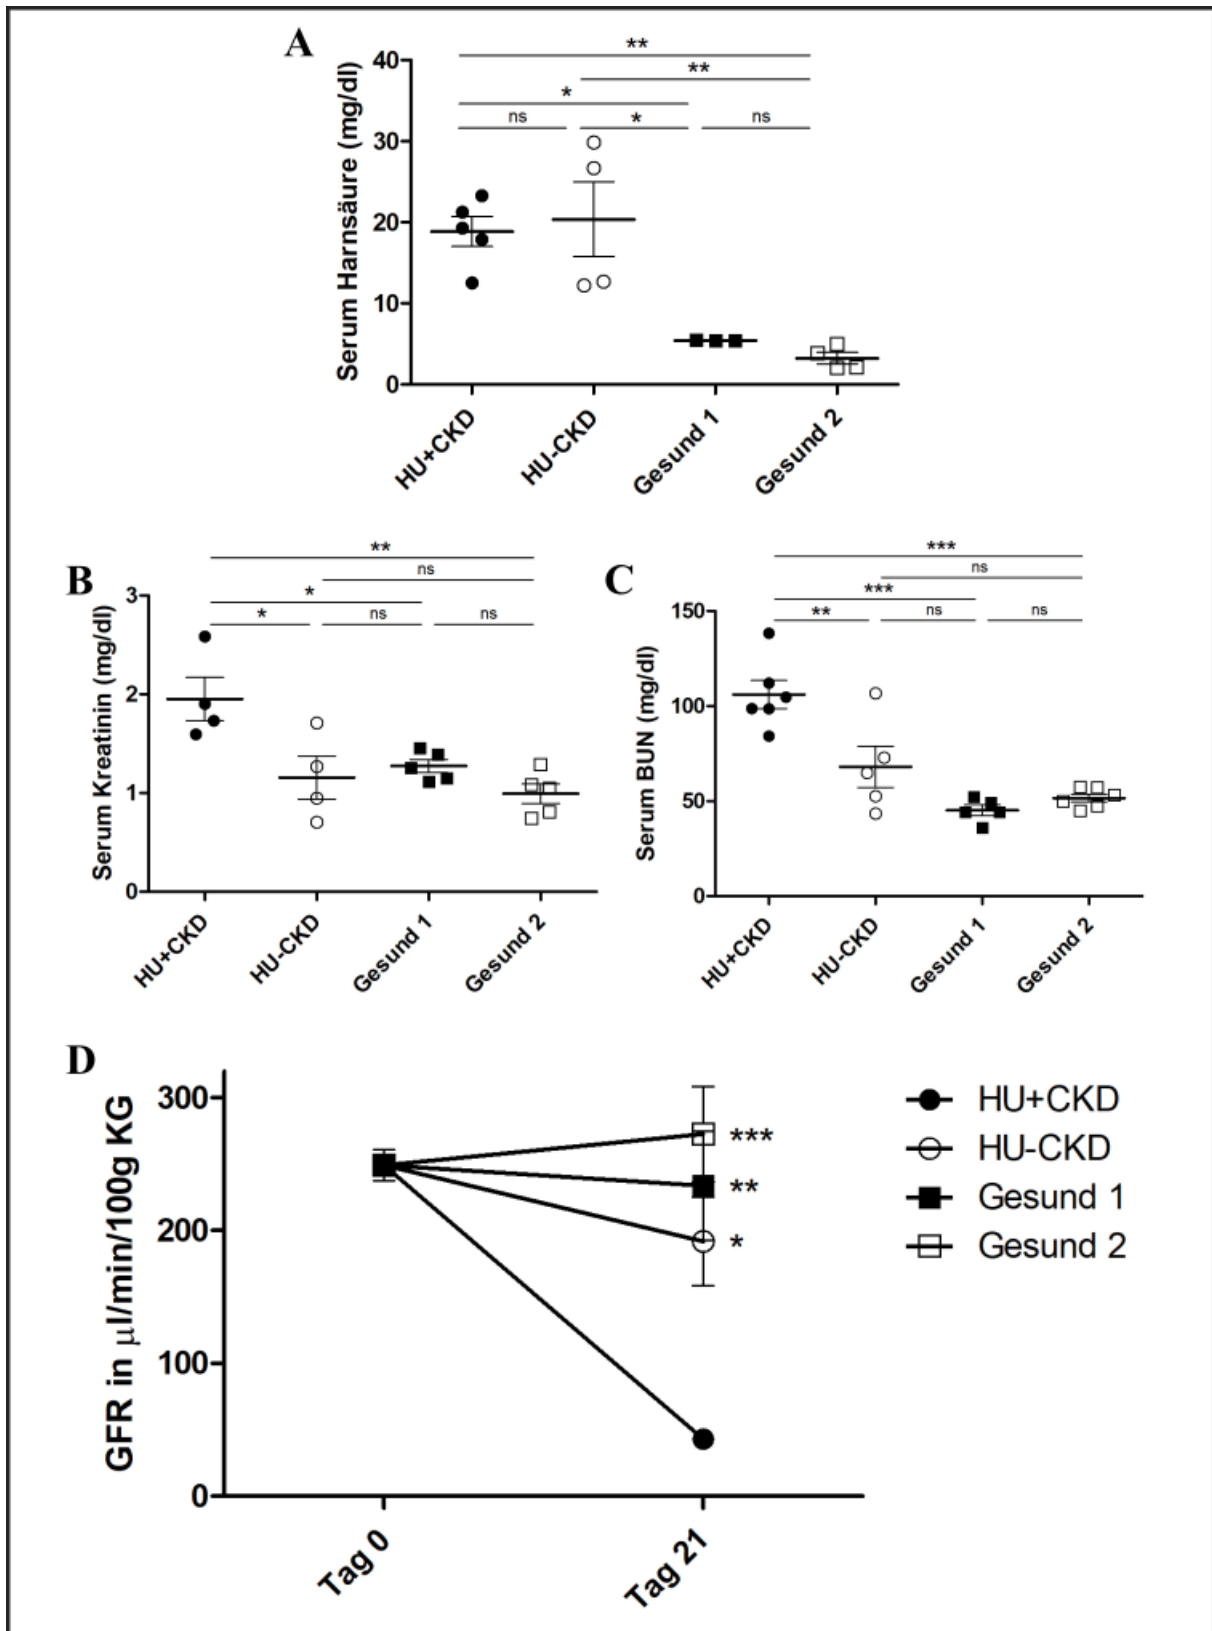 A
Serum Harnsäure (mg/dl)
40
30
20
10
0
**
**
*
ns
*
ns
HU+CKD
HU-CKD
Gesund 1
Gesund 2
B
Serum Kreatinin (mg/dl)
3
2
1
0
**
ns
*
*
ns
ns
HU+CKD
HU-CKD
Gesund 1
Gesund 2
C
Serum BUN (mg/dl)
150
100
50
0
***
ns
***
**
ns
ns
HU+CKD
HU-CKD
Gesund 1
Gesund 2
D
GFR in µl/min/100g KG
300
200
100
0
***
**
*
Tag 0
Tag 21
HU+CKD
HU-CKD
Gesund 1
Gesund 2